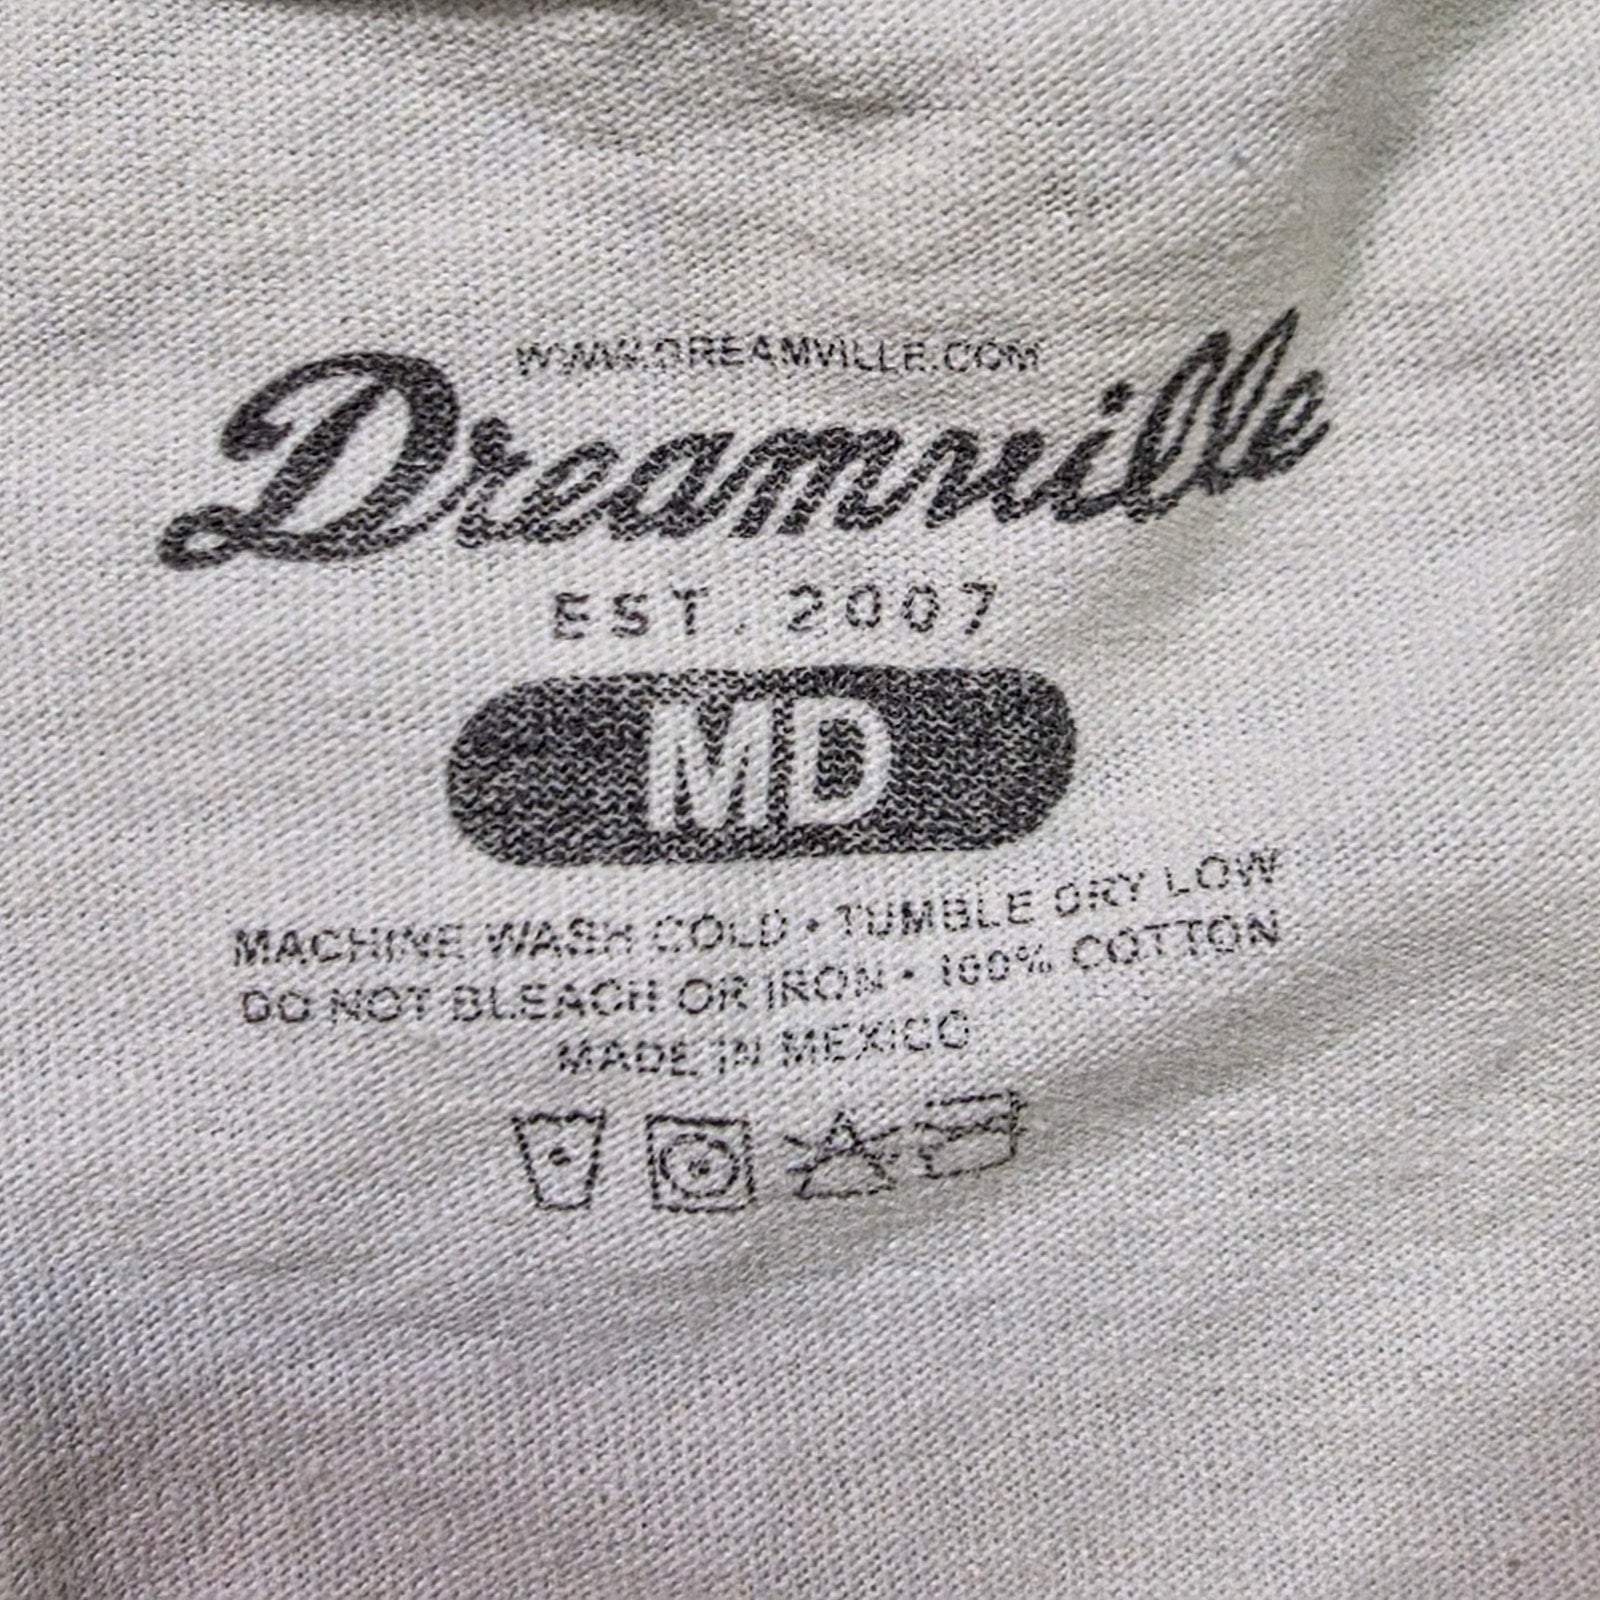 WWW.DREAMVILLE.COM
Dreamville
EST. 2007
MD
MACHINE WASH COLD • TUMBLE DRY LOW
DO NOT BLEACH OR IRON • 100% COTTON
MADE IN MEXICO